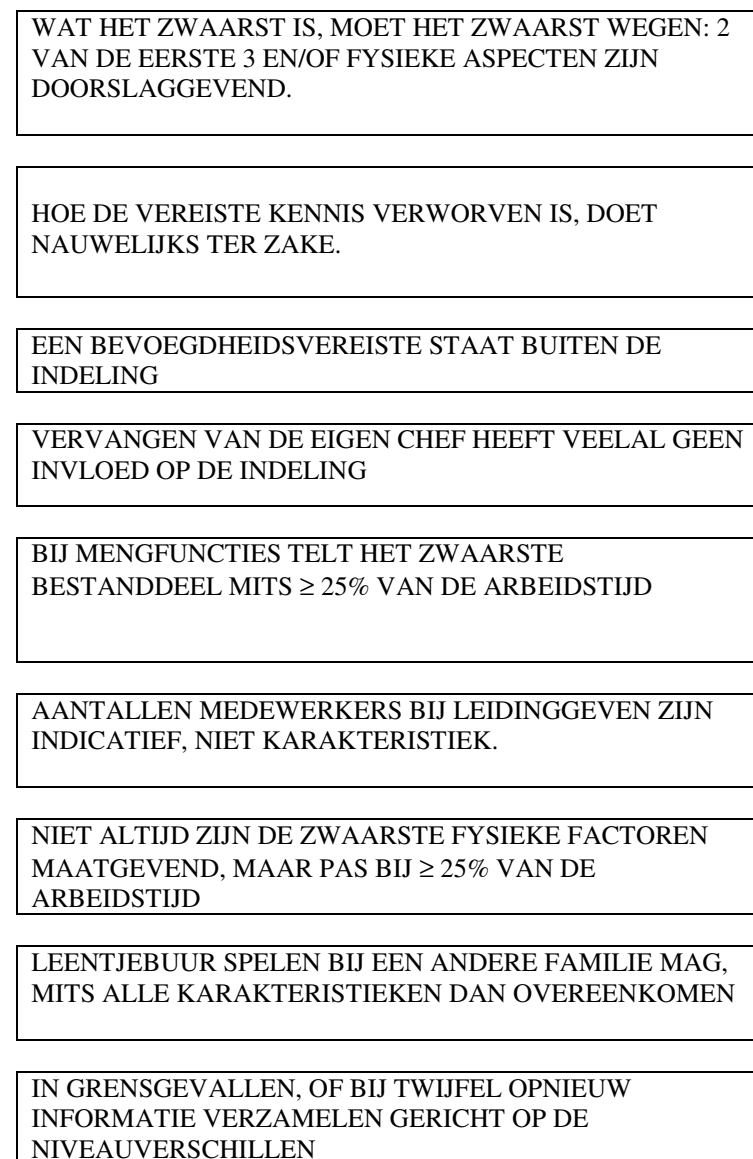 WAT HET ZWAARST IS, MOET HET ZWAARST WEGEN: 2
VAN DE EERSTE 3 EN/OF FYSIEKE ASPECTEN ZIJN
DOORSLAGGEVEND.
HOE DE VEREISTE KENNIS VERWORVEN IS, DOET
NAUWELIJKS TER ZAKE.
EEN BEVOEGDHEIDSVEREISTE STAAT BUITEN DE
INDELING
VERVANGEN VAN DE EIGEN CHEF HEEFT VEELAL GEEN
INVLOED OP DE INDELING
BIJ MENGFUNCTIES TELT HET ZWAARSTE
BESTANDDEEL MITS ≥ 25% VAN DE ARBEIDSTIJD
AANTALLEN MEDEWERKERS BIJ LEIDINGGEVEN ZIJN
INDICATIEF, NIET KARAKTERISTIEK.
NIET ALTIJD ZIJN DE ZWAARSTE FYSIEKE FACTOREN
MAATGEVEND, MAAR PAS BIJ ≥ 25% VAN DE
ARBEIDSTIJD
LEENTJEBUUR SPELEN BIJ EEN ANDERE FAMILIE MAG,
MITS ALLE KARAKTERISTIEKEN DAN OVEREENKOMEN
IN GRENSGEVALLEN, OF BIJ TWIJFEL OPNIEUW
INFORMATIE VERZAMELEN GERICHT OP DE
NIVEAUVERSCHILLEN